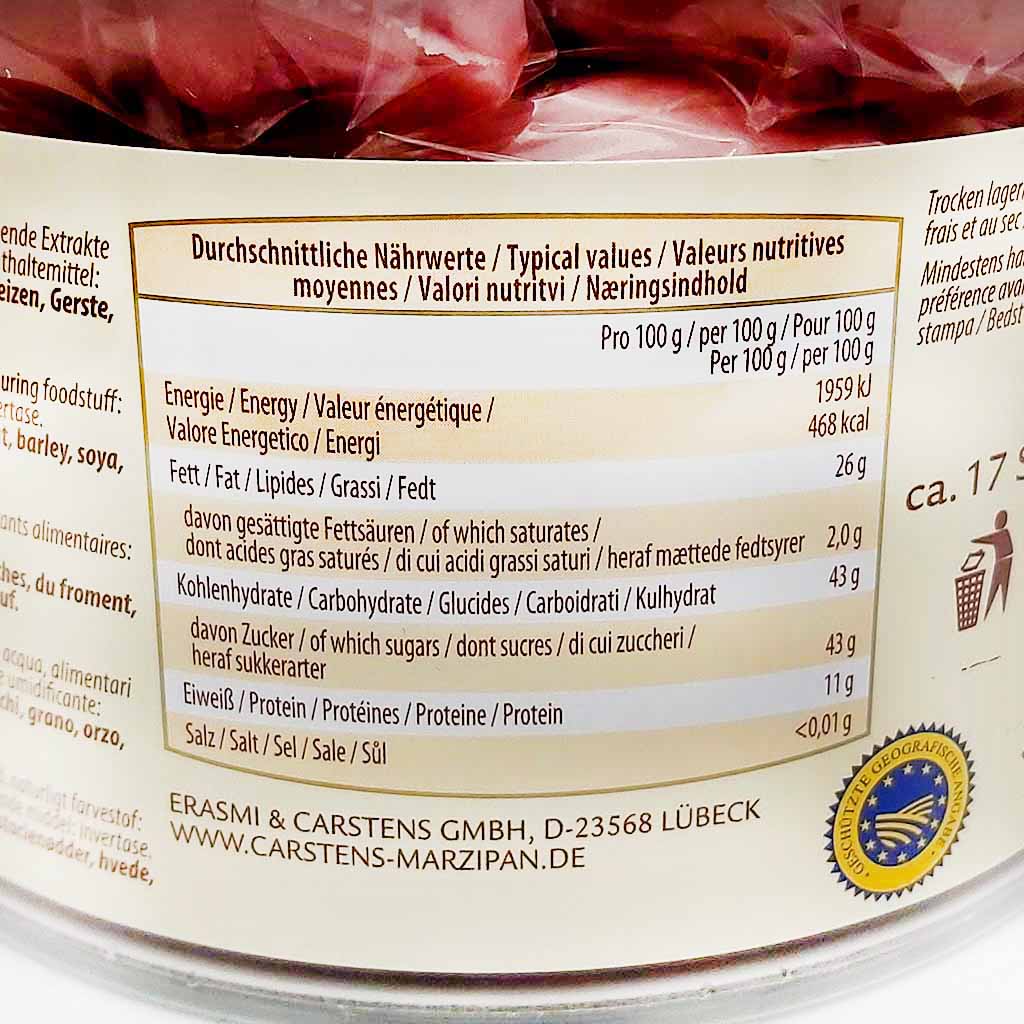 ende Extrakte
thaltemittel:
eizen, Gerste,
uring foodstuff:
ertase.
t, barley, soya,
ants alimentaires:
hes, du froment,
uf.
acqua, alimentari
e umidificante:
chi, grano, orzo,
farvestof:
invertase,
hvede,
Durchschnittliche Nährwerte / Typical values / Valeurs nutritives
moyennes / Valori nutritvi / Næringsindhold
Pro 100 g / per 100 g / Pour 100 g
Per 100 g / per 100 g
Energie / Energy / Valeur énergétique / 1959 kJ
Valore Energetico / Energi 468 kcal
Fett / Fat / Lipides / Grassi / Fedt 26 g
davon gesättigte Fettsäuren / of which saturates /
dont acides gras saturés / di cui acidi grassi saturi / heraf mættede fedtsyrer 2,0 g
Kohlenhydrate / Carbohydrate / Glucides / Carboidrati / Kulhydrat 43 g
davon Zucker / of which sugars / dont sucres / di cui zuccheri /
heraf sukkerarter 43 g
Eiweiß / Protein / Protéines / Proteine / Protein 11 g
Salz / Salt / Sel / Sale / Sůl <0,01 g
ERASMI & CARSTENS GMBH, D-23568 LÜBECK
WWW.CARSTENS-MARZIPAN.DE
Trocken lager
frais et au sec
Mindestens ha
préférence ava
stampa / Bedst
ca. 17 S
GESCHÜTZTE GEOGRAFISCHE ANGABE